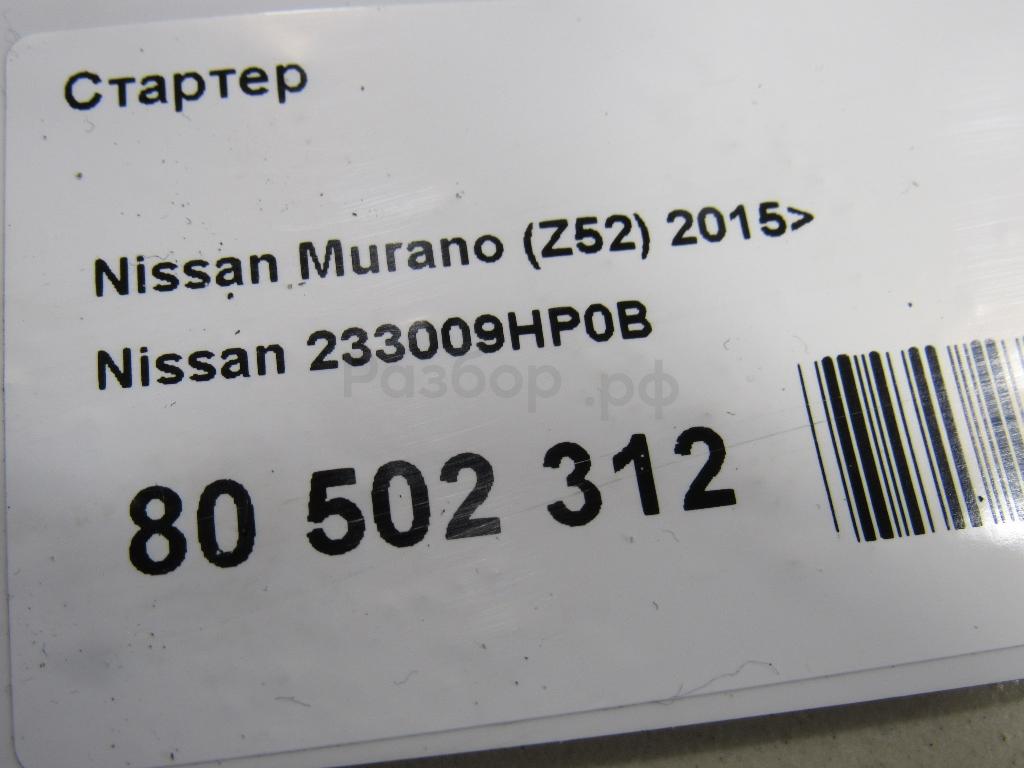 Стартер
Nissan Murano (Z52) 2015>
Nissan 233009HP0B
Разбор.рф
80 502 312